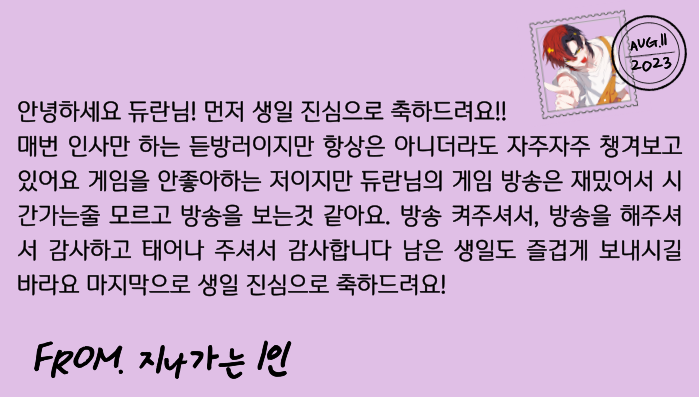 AUG.11
2023
안녕하세요 듀란님! 먼저 생일 진심으로 축하드려요!!
매번 인사만 하는 듣방러이지만 항상은 아니더라도 자주자주 챙겨보고
있어요 게임을 안좋아하는 저이지만 듀란님의 게임 방송은 재밌어서 시
간가는줄 모르고 방송을 보는것 같아요. 방송 켜주셔서, 방송을 해주셔
서 감사하고 태어나 주셔서 감사합니다 남은 생일도 즐겁게 보내시길
바라요 마지막으로 생일 진심으로 축하드려요!
FROM. 지나가는 1인